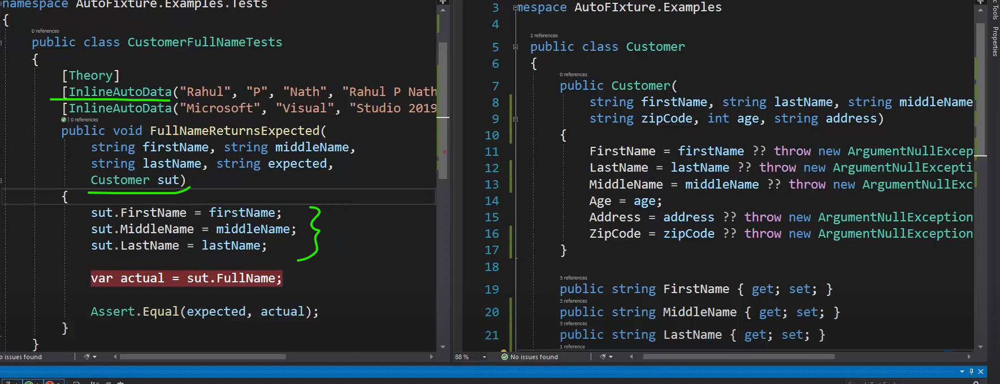 namespace AutoFixture.Examples.Tests
{
0 references
public class CustomerFullNameTests
{
[Theory]
[InlineAutoData("Rahul", "P", "Nath", "Rahul P Nath
[InlineAutoData("Microsoft", "Visual", "Studio 2019
| 0 references
public void FullNameReturnsExpected(
string firstName, string middleName,
string lastName, string expected,
Customer sut)
{
sut.FirstName = firstName;
sut.MiddleName = middleName;
sut.LastName = lastName;
var actual = sut.FullName;
Assert.Equal(expected, actual);
}
}
o issues found
3 mespace AutoFIxture.Examples
4
2 references
5 public class Customer
6 {
0 references
7 public Customer(
8 string firstName, string lastName, string middleName
9 string zipCode, int age, string address)
10 {
11 FirstName = firstName ?? throw new ArgumentNullExcep
12 LastName = lastName ?? throw new ArgumentNullExcepti
13 MiddleName = middleName ?? throw new ArgumentNullExc
14 Age = age;
15 Address = address ?? throw new ArgumentNullException
16 ZipCode = zipCode ?? throw new ArgumentNullException
17 }
18
3 references
19 public string FirstName { get; set; }
3 references
20 public string MiddleName { get; set; }
3 references
21 public string LastName { get; set; }
1 reference
88 % No issues found
c Tools
Properties